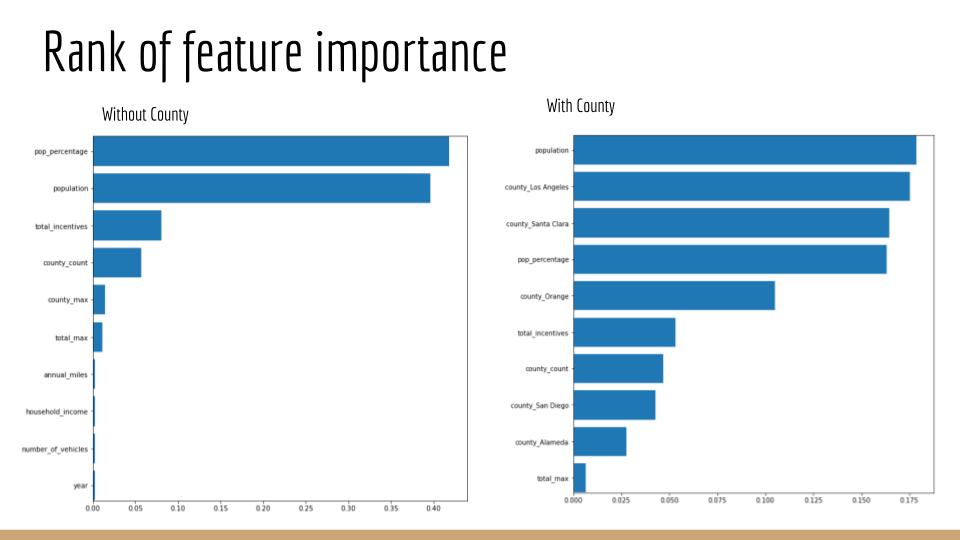 Rank of feature importance
Without County
pop_percentage
population
total_incentives
county_count
county_max
total_max
annual_miles
household_income
number_of_vehicles
year
0.00 0.05 0.10 0.15 0.20 0.25 0.30 0.35 0.40
With County
population
county_Los Angeles
county_Santa Clara
pop_percentage
county_Orange
total_incentives
county_count
county_San Diego
county_Alameda
total_max
0.000 0.025 0.050 0.075 0.100 0.125 0.150 0.175